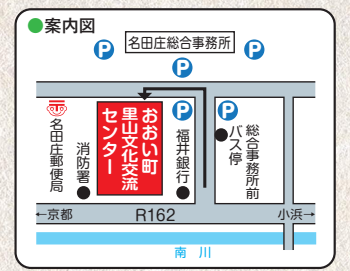 ●案内図
P
名田庄総合事務所
P
P
名田庄郵便局
消防署
おおい町
里山文化交流
センター
P
福井銀行
P
総合事務所前
バス停
←京都
R162
小浜→
南川